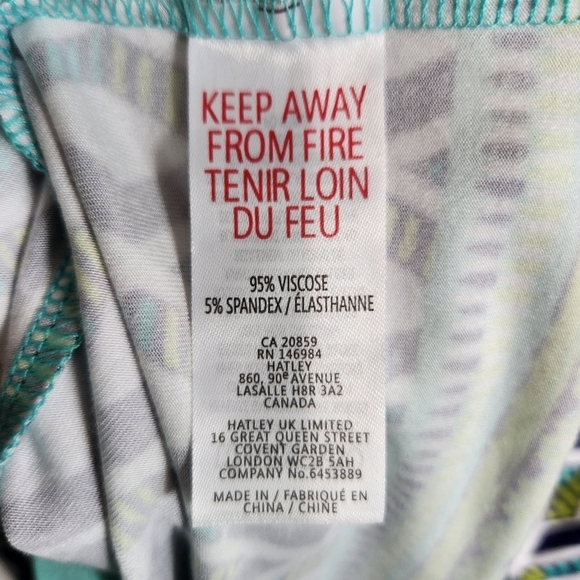 KEEP AWAY
FROM FIRE
TENIR LOIN
DU FEU
95% VISCOSE
5% SPANDEX / ÉLASTHANNE
CA 20859
RN 146984
HATLEY
860, 90e AVENUE
LASALLE H8R 3A2
CANADA
HATLEY UK LIMITED
16 GREAT QUEEN STREET
COVENT GARDEN
LONDON WC2B 5AH
COMPANY No.6453889
MADE IN / FABRIQUÉ EN
CHINA / CHINE